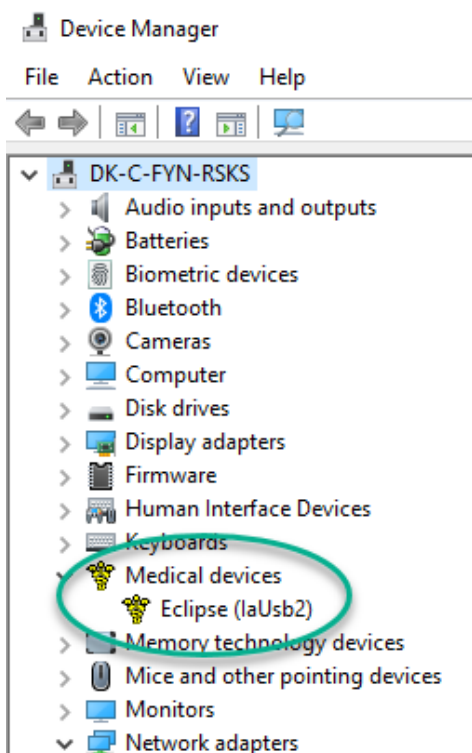 Device Manager
File Action View Help
DK-C-FYN-RSKS
Audio inputs and outputs
Batteries
Biometric devices
Bluetooth
Cameras
Computer
Disk drives
Display adapters
Firmware
Human Interface Devices
Keyboards
Medical devices
Eclipse (IaUsb2)
Memory technology devices
Mice and other pointing devices
Monitors
Network adapters